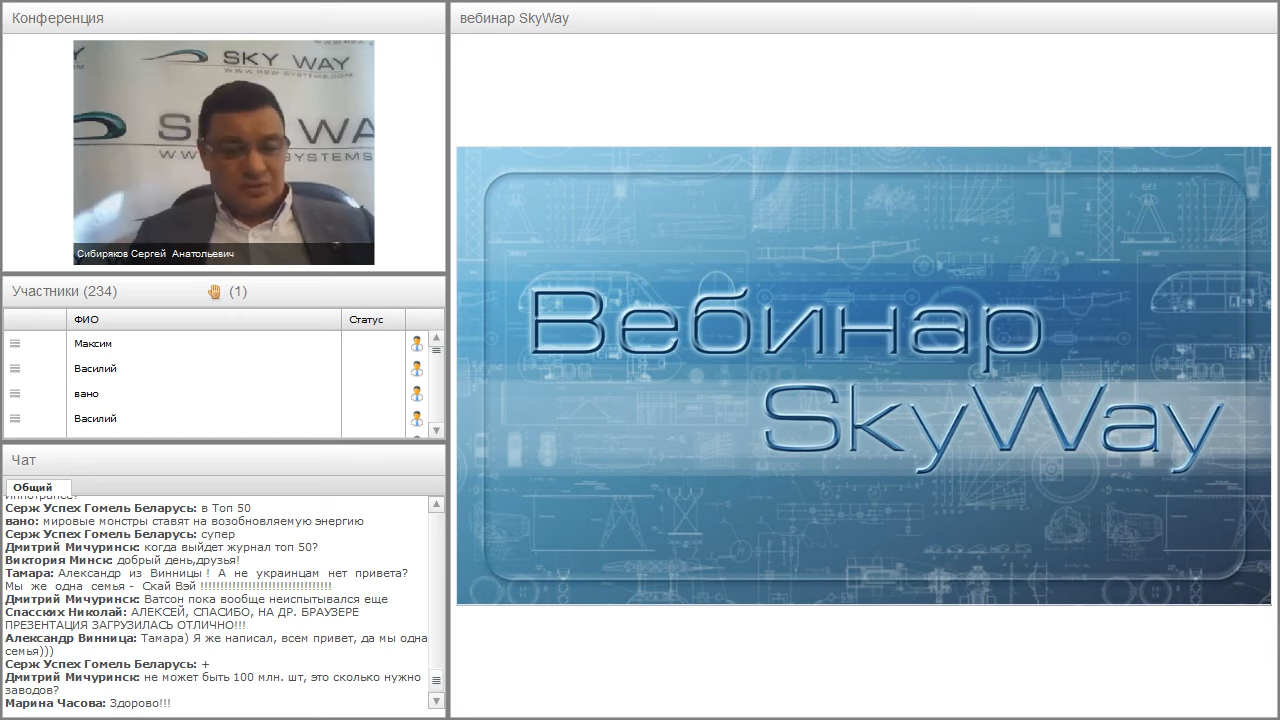 Конференция
SKY WAY
WWW.RSW-SYSTEMS.COM
Сибиряков Сергей Анатольевич
Участники (234)
(1)
ФИО Статус
Максим
Василий
вано
Василий
Чат
Общий
Серж Успех Гомель Беларусь: в Топ 50
вано: мировые монстры ставят на возобновляемую энергию
Серж Успех Гомель Беларусь: супер
Дмитрий Мичуринск: когда выйдет журнал топ 50?
Виктория Минск: добрый день,друзья!
Тамара: Александр из Винницы ! А не украинцам нет привета?
Мы же одна семья - Скай Вэй !!!!!!!!!!!!!!!!!!!!!!!!!!!!!!!!!
Дмитрий Мичуринск: Ватсон пока вообще неиспытывался еще
Спасских Николай: АЛЕКСЕЙ, СПАСИБО, НА ДР. БРАУЗЕРЕ
ПРЕЗЕНТАЦИЯ ЗАГРУЗИЛАСЬ ОТЛИЧНО!!!
Александр Винница: Тамара) Я же написал, всем привет, да мы одна
семья)))
Серж Успех Гомель Беларусь: +
Дмитрий Мичуринск: не может быть 100 млн. шт, это сколько нужно
заводов?
Марина Часова: Здорово!!!
вебинар SkyWay
Вебинар
SkyWay